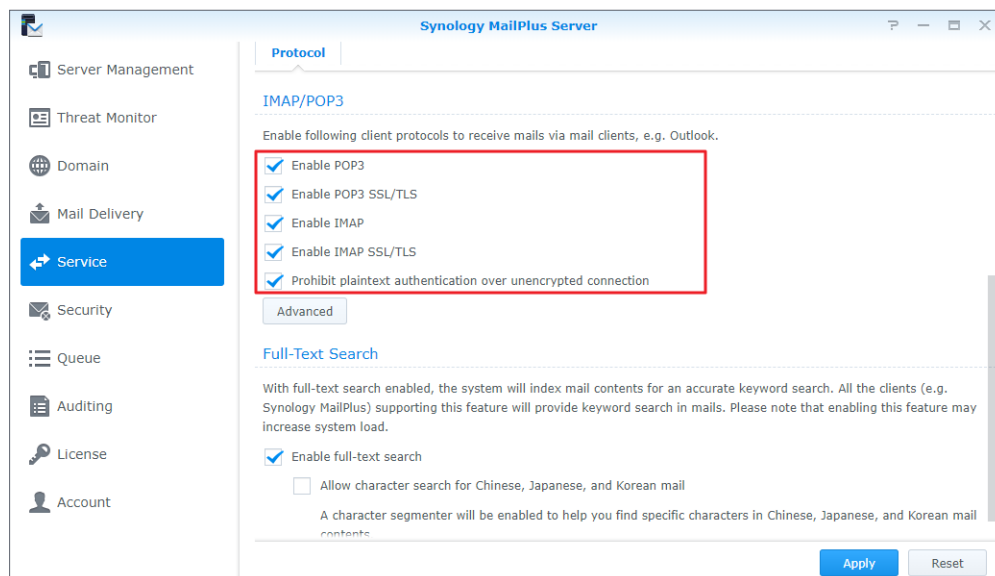 Synology MailPlus Server
Server Management
Threat Monitor
Domain
Mail Delivery
Service
Security
Queue
Auditing
License
Account
Protocol
IMAP/POP3
Enable following client protocols to receive mails via mail clients, e.g. Outlook.
Enable POP3
Enable POP3 SSL/TLS
Enable IMAP
Enable IMAP SSL/TLS
Prohibit plaintext authentication over unencrypted connection
Advanced
Full-Text Search
With full-text search enabled, the system will index mail contents for an accurate keyword search. All the clients (e.g.
Synology MailPlus) supporting this feature will provide keyword search in mails. Please note that enabling this feature may
increase system load.
Enable full-text search
Allow character search for Chinese, Japanese, and Korean mail
A character segmenter will be enabled to help you find specific characters in Chinese, Japanese, and Korean mail
contents
Apply
Reset